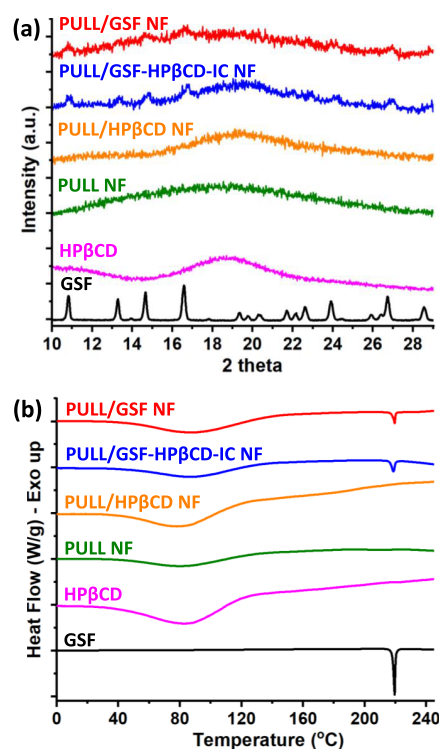 (a)
PULL/GSF NF
PULL/GSF-HPβCD-IC NF
PULL/HPβCD NF
PULL NF
HPβCD
GSF
Intensity (a.u.)
10 12 14 16 18 20 22 24 26 28
2 theta
(b)
PULL/GSF NF
PULL/GSF-HPβCD-IC NF
PULL/HPβCD NF
PULL NF
HPβCD
GSF
Heat Flow (W/g) - Exo up
0 40 80 120 160 200 240
Temperature (°C)